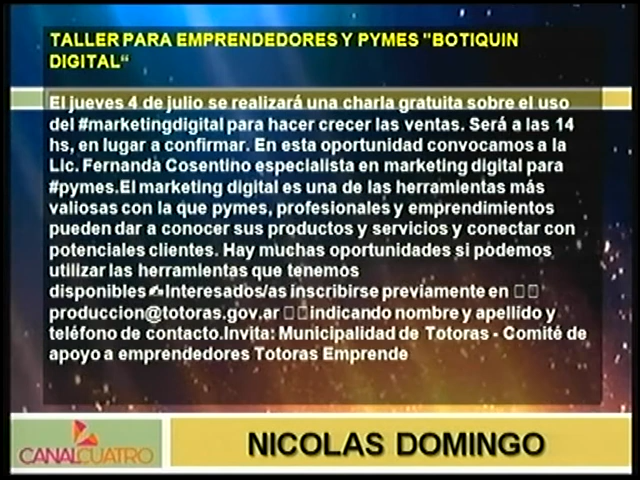 TALLER PARA EMPRENDEDORES Y PYMES "BOTIQUIN
DIGITAL“
El jueves 4 de julio se realizará una charla gratuita sobre el uso
del #marketingdigital para hacer crecer las ventas. Será a las 14
hs, en lugar a confirmar. En esta oportunidad convocamos a la
Lic. Fernanda Cosentino especialista en marketing digital para
#pymes.El marketing digital es una de las herramientas más
valiosas con la que pymes, profesionales y emprendimientos
pueden dar a conocer sus productos y servicios y conectar con
potenciales clientes. Hay muchas oportunidades si podemos
utilizar las herramientas que tenemos
disponibles✍Interesados/as inscribirse previamente en □□
produccion@totoras.gov.ar □□indicando nombre y apellido y
teléfono de contacto.Invita: Municipalidad de Totoras - Comité de
apoyo a emprendedores Totoras Emprende
CANALCUATRO
NICOLAS DOMINGO